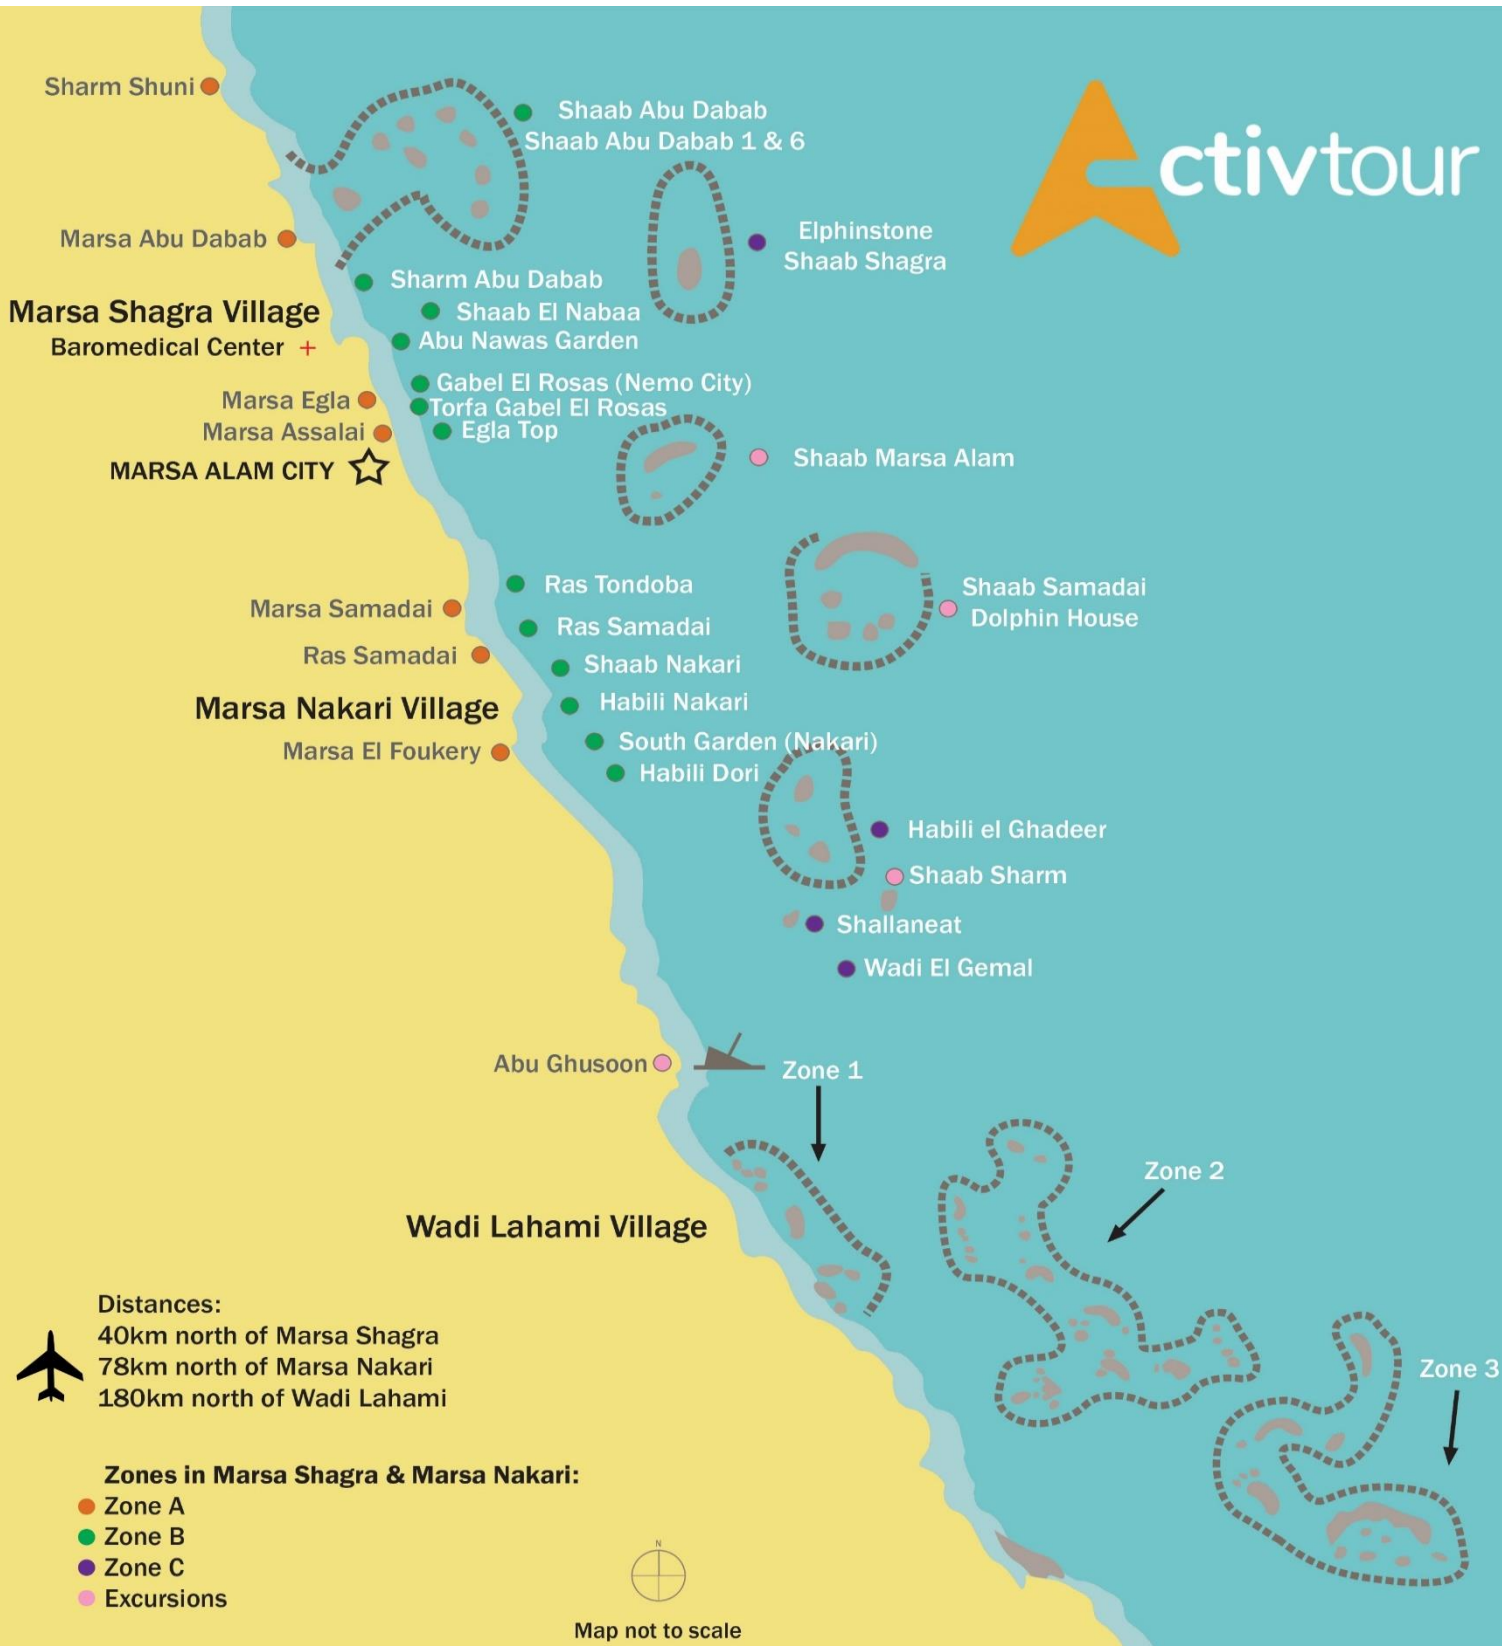 Sharm Shuni
Shaab Abu Dabab
Shaab Abu Dabab 1 & 6
ctivtour
Marsa Abu Dabab
Elphinstone
Shaab Shagra
Sharm Abu Dabab
Marsa Shagra Village
Shaab El Nabaa
Baromedical Center +
Abu Nawas Garden
Marsa Egla
Gabel El Rosas (Nemo City)
Torfa Gabel El Rosas
Marsa Assalai
Egla Top
MARSA ALAM CITY
Shaab Marsa Alam
Ras Tondoba
Shaab Samadai
Dolphin House
Marsa Samadai
Ras Samadai
Ras Samadai
Shaab Nakari
Marsa Nakari Village
Habili Nakari
Marsa El Foukery
South Garden (Nakari)
Habili Dori
Habili el Ghadeer
Shaab Sharm
Shallaneat
Wadi El Gemal
Abu Ghusoon
Zone 1
Zone 2
Wadi Lahami Village
Zone 3
Distances:
40km north of Marsa Shagra
78km north of Marsa Nakari
180km north of Wadi Lahami
Zones in Marsa Shagra & Marsa Nakari:
Zone A
Zone B
Zone C
Excursions
N
Map not to scale